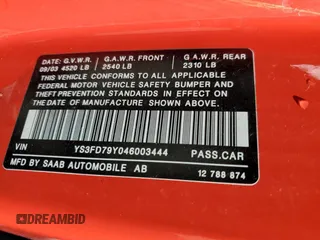 DATE: G.V.W.R. G.A.W.R. FRONT G.A.W.R. REAR
09/03 4520 LB 2540 LB 2310 LB
THIS VEHICLE CONFORMS TO ALL APPLICABLE
FEDERAL MOTOR VEHICLE SAFETY BUMPER AND
THEFT PREVENTION STANDARDS IN EFFECT ON
THE DATE OF MANUFACTURE SHOWN ABOVE
VIN YS3FD79Y046003444 PASS.CAR
MFD BY SAAB AUTOMOBILE AB
12 788 874
DREAMBID